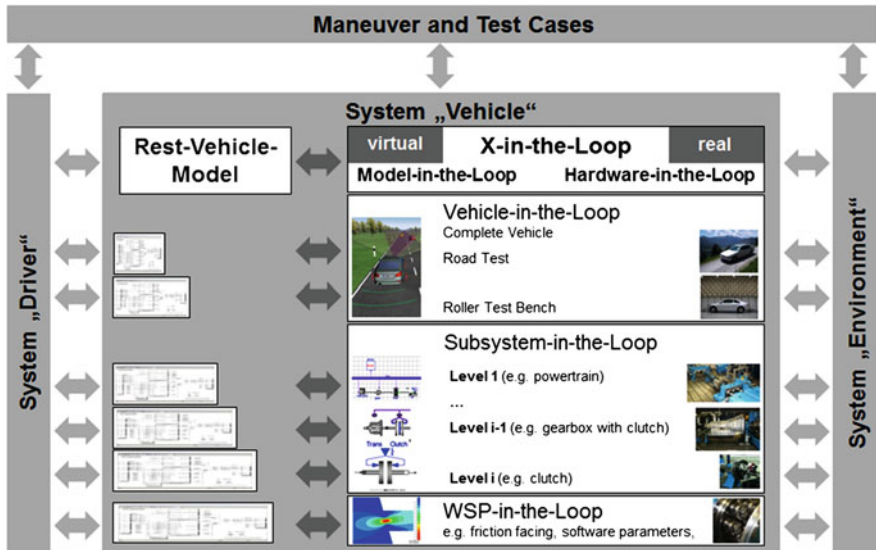 Maneuver and Test Cases
System „Driver“
System „Vehicle“
Rest-Vehicle-
Model
virtual
X-in-the-Loop
real
Model-in-the-Loop
Hardware-in-the-Loop
Vehicle-in-the-Loop
Complete Vehicle
Road Test
Roller Test Bench
Subsystem-in-the-Loop
Level 1 (e.g. powertrain)
...
Level i-1 (e.g. gearbox with clutch)
Trans Clutch
Level i (e.g. clutch)
WSP-in-the-Loop
e.g. friction facing, software parameters,
System „Environment“